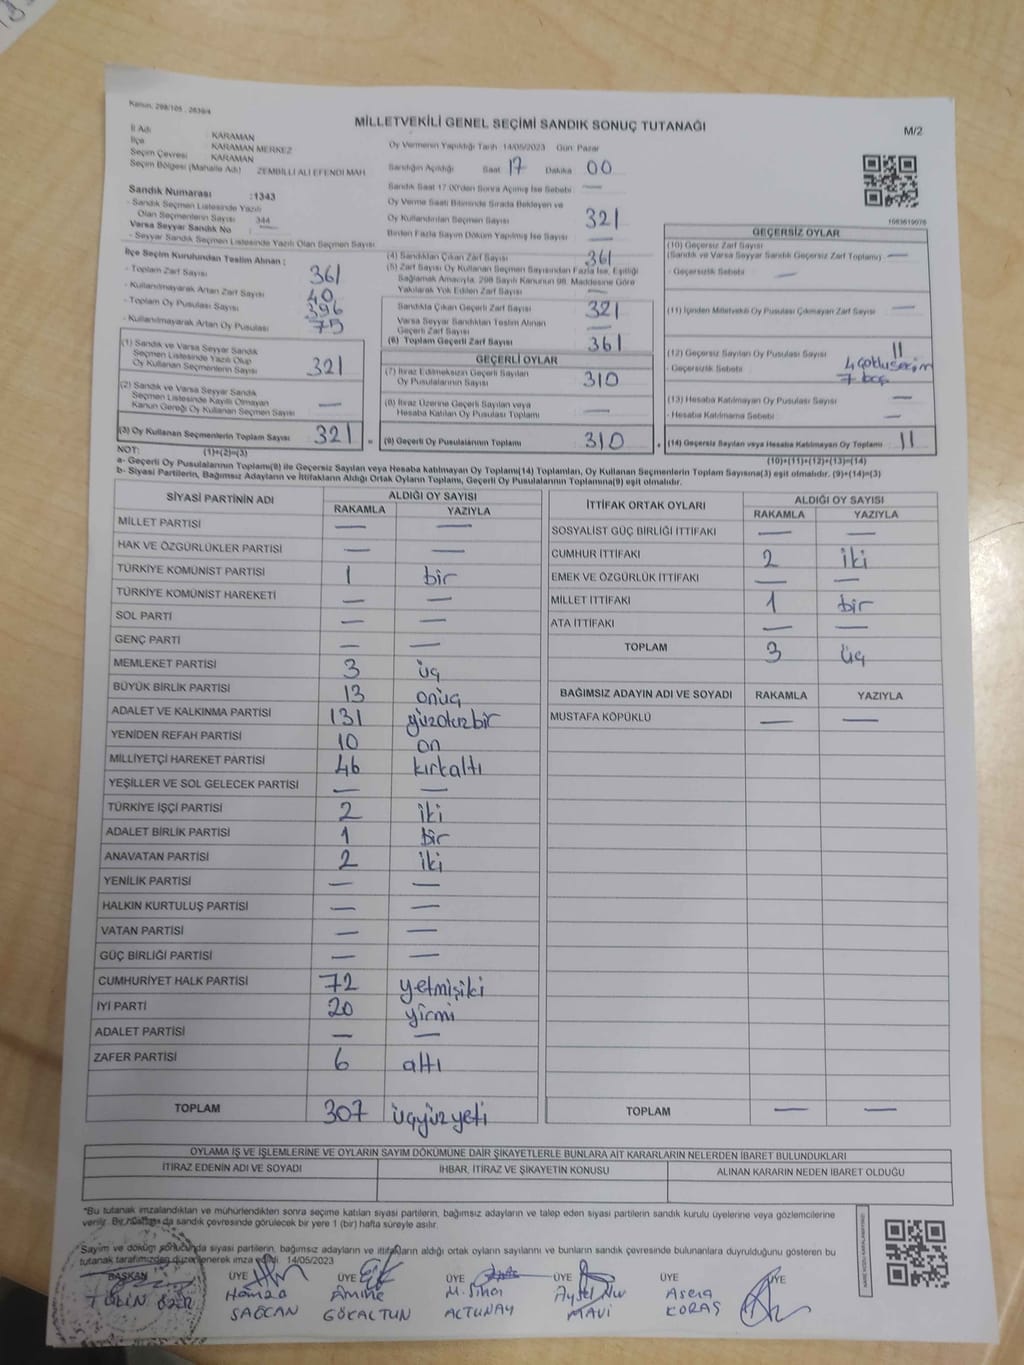 Kanun, 298/105 , 2839/4
MİLLETVEKİLİ GENEL SEÇİMİ SANDIK SONUÇ TUTANAĞI
M/2
İl Adı : KARAMAN
İlçe : KARAMAN MERKEZ
Seçim Çevresi : KARAMAN
Seçim Bölgesi (Mahalle Adı) : ZEMBİLLİ ALİ EFENDİ MAH
Sandık Numarası :1343
- Sandık Seçmen Listesinde Yazılı
Olan Seçmenlerin Sayısı : 344
Varsa Seyyar Sandık No : —
- Seyyar Sandık Seçmen Listesinde Yazılı Olan Seçmen Sayısı
Oy Vermenin Yapıldığı Tarih 14/05/2023 Gün Pazar
Sandığın Açıldığı Saat 17 Dakika 00
Sandık Saat 17:00'den Sonra Açılmış İse Sebebi : —
Oy Verme Saati Bitiminde Sırada Bekleyen ve
Oy Kullandırılan Seçmen Sayısı : 321
Birden Fazla Sayım Döküm Yapılmış İse Sayısı : —
1083619076
İlçe Seçim Kurulundan Teslim Alınan ;
- Toplam Zarf Sayısı : 361
- Kullanılmayarak Artan Zarf Sayısı : 40
- Toplam Oy Pusulası Sayısı : 396
- Kullanılmayarak Artan Oy Pusulası : 75
(1) Sandık ve Varsa Seyyar Sandık
Seçmen Listesinde Yazılı Olup
Oy Kullanan Seçmenlerin Sayısı : 321
(2) Sandık ve Varsa Seyyar Sandık
Seçmen Listesinde Kayıtlı Olmayan
Kanun Gereği Oy Kullanan Seçmen Sayısı : —
(3) Oy Kullanan Seçmenlerin Toplam Sayısı : 321 =
(1)+(2)=(3)
(4) Sandıktan Çıkan Zarf Sayısı : 361
(5) Zarf Sayısı Oy Kullanan Seçmen Sayısından Fazla İse, Eşitliği
Sağlamak Amacıyla, 298 Sayılı Kanunun 98. Maddesine Göre
Yakılarak Yok Edilen Zarf Sayısı : —
Sandıkta Çıkan Geçerli Zarf Sayısı : 321
Varsa Seyyar Sandıktan Teslim Alınan
Geçerli Zarf Sayısı : —
(6) Toplam Geçerli Zarf Sayısı : 361
GEÇERLİ OYLAR
(7) İtiraz Edilmeksizin Geçerli Sayılan
Oy Pusulalarının Sayısı : 310
(8) İtiraz Üzerine Geçerli Sayılan veya
Hesaba Katılan Oy Pusulası Toplamı : —
(9) Geçerli Oy Pusulalarının Toplamı : 310 +
GEÇERSİZ OYLAR
(10) Geçersiz Zarf Sayısı
(Sandık ve Varsa Seyyar Sandık Geçersiz Zarf Toplamı) : —
- Geçersizlik Sebebi : —
(11) İçinden Milletvekili Oy Pusulası Çıkmayan Zarf Sayısı : —
(12) Geçersiz Sayılan Oy Pusulası Sayısı : 11
- Geçersizlik Sebebi : 4 çoklu seçim
7 boş
(13) Hesaba Katılmayan Oy Pusulası Sayısı : —
- Hesaba Katılmama Sebebi : —
(14) Geçersiz Sayılan veya Hesaba Katılmayan Oy Toplamı : 11
(10)+(11)+(12)+(13)=(14)
NOT:
a- Geçerli Oy Pusulalarının Toplamı(9) ile Geçersiz Sayılan veya Hesaba katılmayan Oy Toplamı(14) Toplamları, Oy Kullanan Seçmenlerin Toplam Sayısına(3) eşit olmalıdır. (9)+(14)=(3)
b- Siyasi Partilerin, Bağımsız Adayların ve İttifakların Aldığı Ortak Oyların Toplamı, Geçerli Oy Pusulalarının Toplamına(9) eşit olmalıdır.
SİYASİ PARTİNİN ADI ALDIĞI OY SAYISI
RAKAMLA YAZIYLA
MİLLET PARTİSİ — —
HAK VE ÖZGÜRLÜKLER PARTİSİ — —
TÜRKİYE KOMÜNİST PARTİSİ 1 bir
TÜRKİYE KOMÜNİST HAREKETİ — —
SOL PARTİ — —
GENÇ PARTİ — —
MEMLEKET PARTİSİ 3 üç
BÜYÜK BİRLİK PARTİSİ 13 onüç
ADALET VE KALKINMA PARTİSİ 131 yüzotuzbir
YENİDEN REFAH PARTİSİ 10 on
MİLLİYETÇİ HAREKET PARTİSİ 46 kırkaltı
YEŞİLLER VE SOL GELECEK PARTİSİ — —
TÜRKİYE İŞÇİ PARTİSİ 2 iki
ADALET BİRLİK PARTİSİ 1 bir
ANAVATAN PARTİSİ 2 iki
YENİLİK PARTİSİ — —
HALKIN KURTULUŞ PARTİSİ — —
VATAN PARTİSİ — —
GÜÇ BİRLİĞİ PARTİSİ — —
CUMHURİYET HALK PARTİSİ 72 yetmişiki
İYİ PARTİ 20 yirmi
ADALET PARTİSİ — —
ZAFER PARTİSİ 6 altı
TOPLAM 307 üçyüzyeti
İTTİFAK ORTAK OYLARI ALDIĞI OY SAYISI
RAKAMLA YAZIYLA
SOSYALİST GÜÇ BİRLİĞİ İTTİFAKI — —
CUMHUR İTTİFAKI 2 iki
EMEK VE ÖZGÜRLÜK İTTİFAKI — —
MİLLET İTTİFAKI 1 bir
ATA İTTİFAKI — —
TOPLAM 3 üç
BAĞIMSIZ ADAYIN ADI VE SOYADI RAKAMLA YAZIYLA
MUSTAFA KÖPÜKLÜ — —
TOPLAM — —
OYLAMA İŞ VE İŞLEMLERİNE VE OYLARIN SAYIM DÖKÜMÜNE DAİR ŞİKAYETLERLE BUNLARA AİT KARARLARIN NELERDEN İBARET BULUNDUKLARI
İTİRAZ EDENİN ADI VE SOYADI İHBAR, İTİRAZ VE ŞİKAYETİN KONUSU ALINAN KARARIN NEDEN İBARET OLDUĞU
*Bu tutanak imzalandıktan ve mühürlendikten sonra seçime katılan siyasi partilerin, bağımsız adayların ve talep eden siyasi partilerin sandık kurulu üyelerine veya gözlemcilerine
verilir. Bir nüshası da sandık çevresinde görülecek bir yere 1 (bir) hafta süreyle asılır.
*Sayım ve döküm sonucunda siyasi partilerin, bağımsız adayların ve ittifakların aldığı ortak oyların sayılarını ve bunların sandık çevresinde bulunanlara duyrulduğunu gösteren bu
tutanak tarafımızdan düzenlenerek imza edildi. 14/05/2023
BAŞKAN ÜYE ÜYE ÜYE ÜYE ÜYE ÜYE
TÜLİN Hamza Emine Aysel Nur Asena
SAĞCAN GÖKALTUN ALTUNAY MAVİ KORAŞ